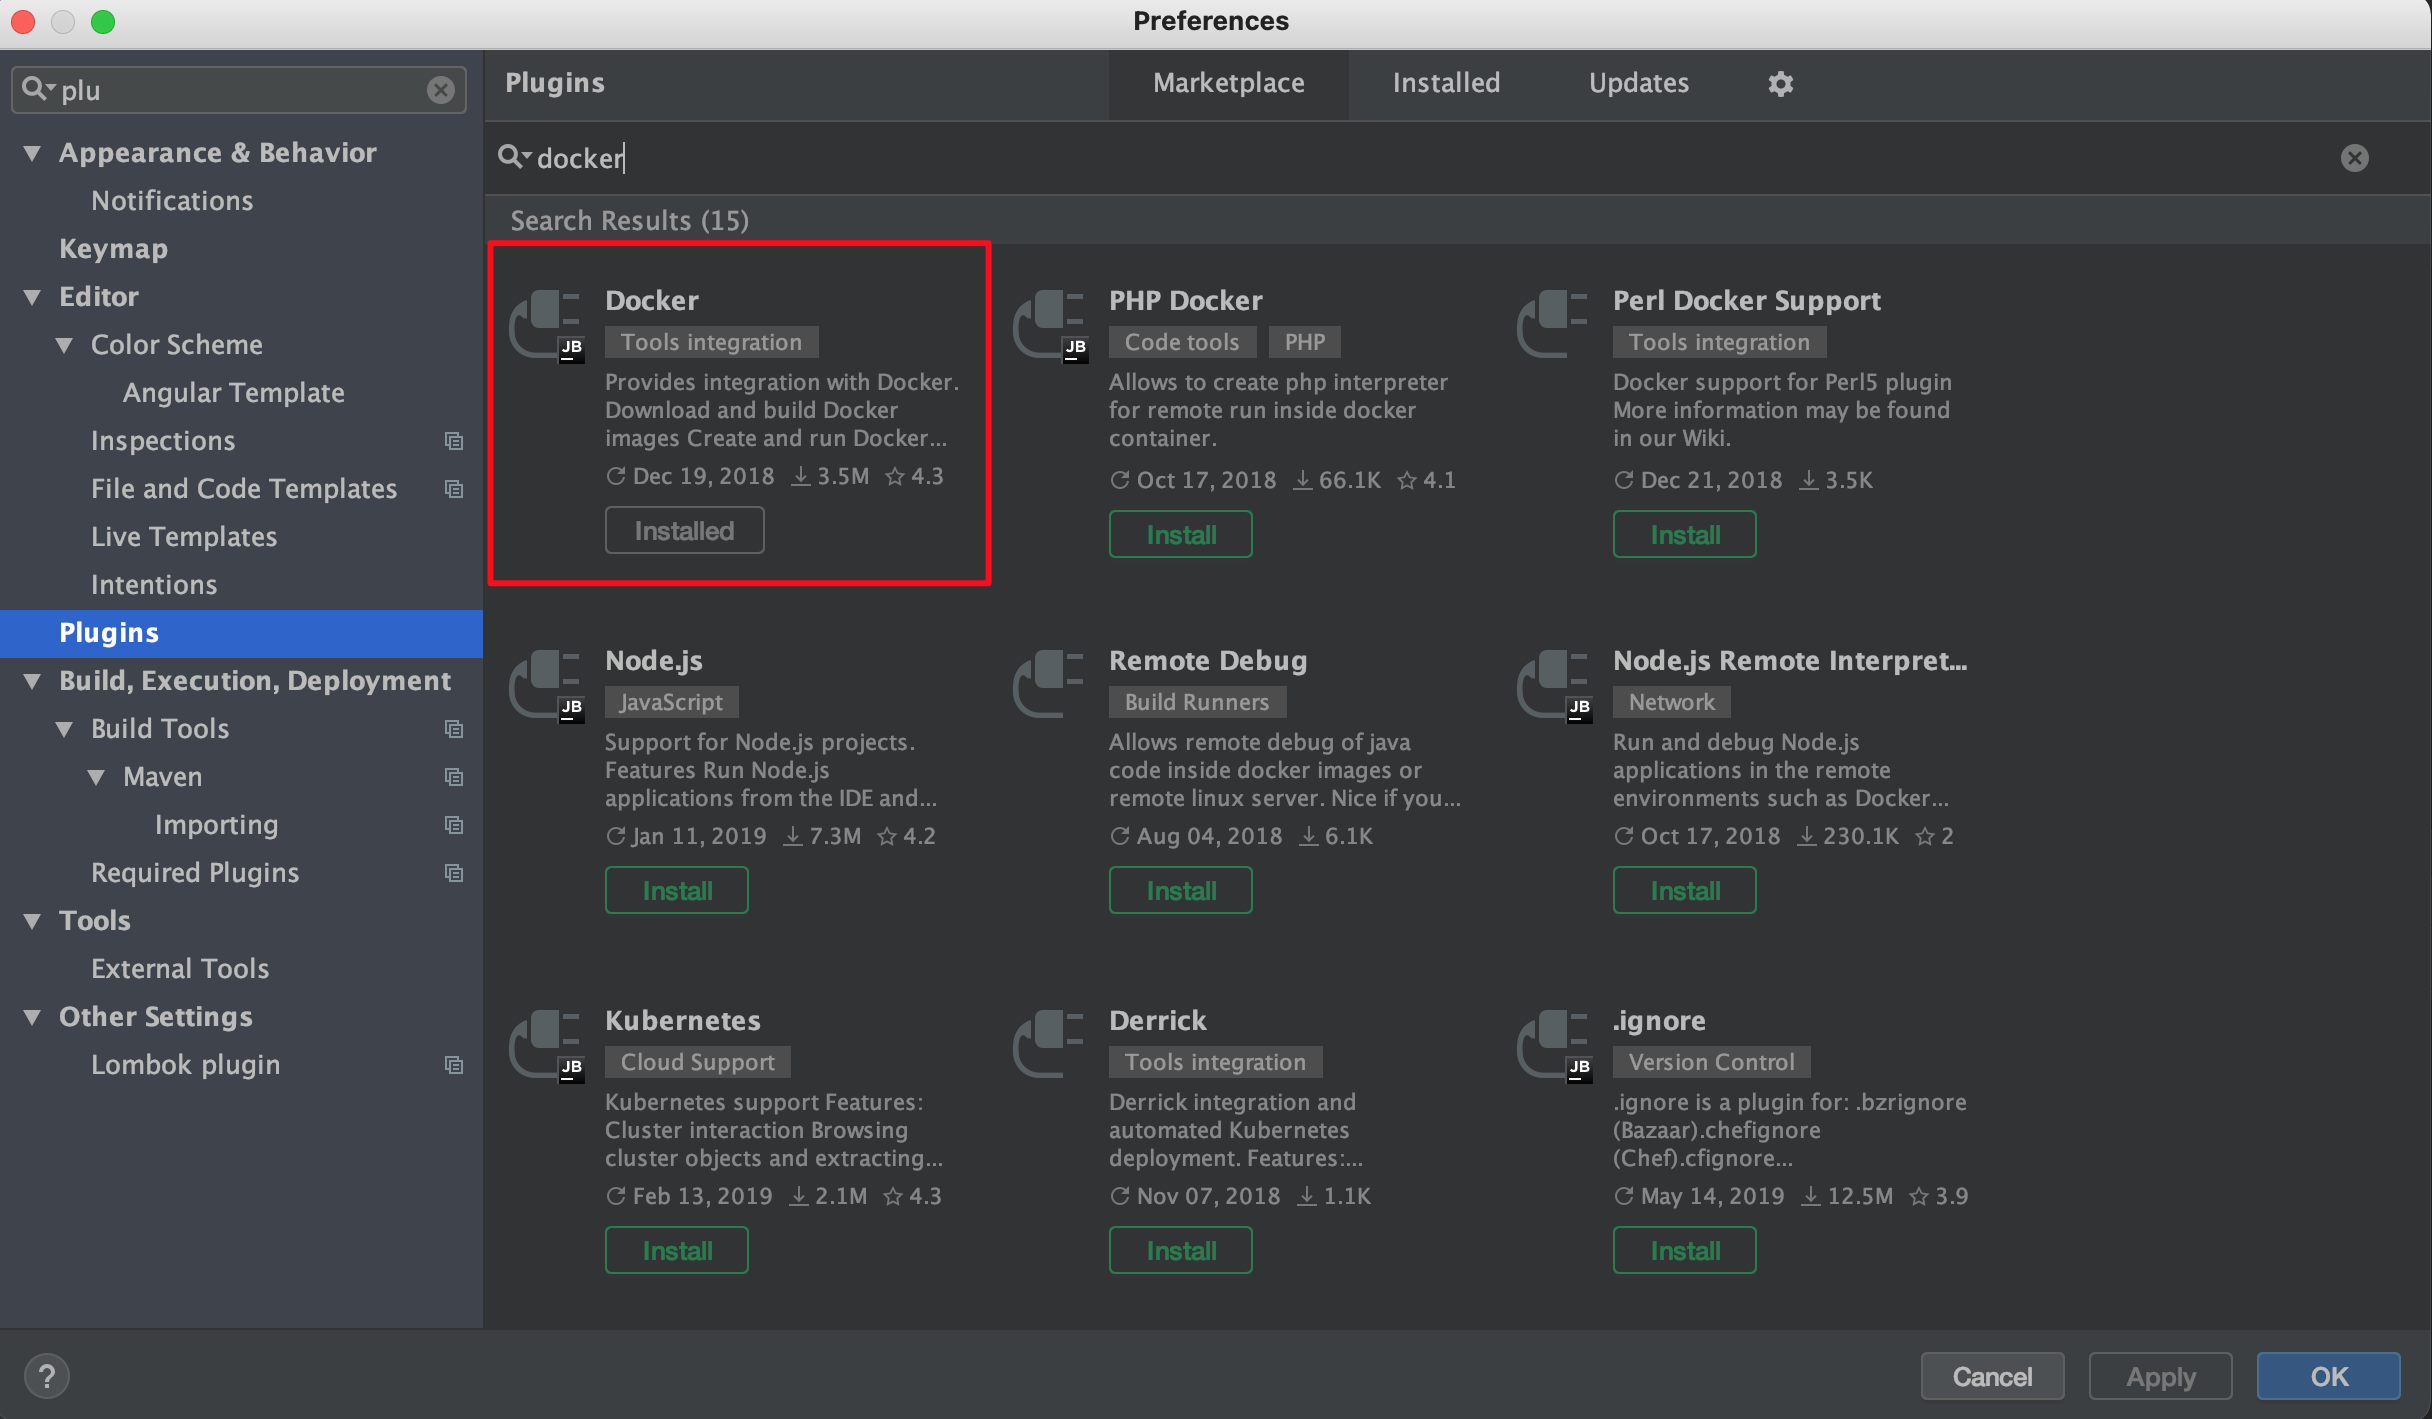 Preferences
plu
Appearance & Behavior
Notifications
Keymap
Editor
Color Scheme
Angular Template
Inspections
File and Code Templates
Live Templates
Intentions
Plugins
Build, Execution, Deployment
Build Tools
Maven
Importing
Required Plugins
Tools
External Tools
Other Settings
Lombok plugin
Plugins
Marketplace
Installed
Updates
docker
Search Results (15)
JB
Docker
Tools integration
Provides integration with Docker.
Download and build Docker
images Create and run Docker...
Dec 19, 2018 3.5M 4.3
Installed
JB
PHP Docker
Code tools PHP
Allows to create php interpreter
for remote run inside docker
container.
Oct 17, 2018 66.1K 4.1
Install
Perl Docker Support
Tools integration
Docker support for Perl5 plugin
More information may be found
in our Wiki.
Dec 21, 2018 3.5K
Install
JB
Node.js
JavaScript
Support for Node.js projects.
Features Run Node.js
applications from the IDE and...
Jan 11, 2019 7.3M 4.2
Install
Remote Debug
Build Runners
Allows remote debug of java
code inside docker images or
remote linux server. Nice if you...
Aug 04, 2018 6.1K
Install
JB
Node.js Remote Interpret...
Network
Run and debug Node.js
applications in the remote
environments such as Docker...
Oct 17, 2018 230.1K 2
Install
JB
Kubernetes
Cloud Support
Kubernetes support Features:
Cluster interaction Browsing
cluster objects and extracting...
Feb 13, 2019 2.1M 4.3
Install
Derrick
Tools integration
Derrick integration and
automated Kubernetes
deployment. Features:...
Nov 07, 2018 1.1K
Install
JB
.ignore
Version Control
.ignore is a plugin for: .bzrignore
(Bazaar).chefignore
(Chef).cfignore...
May 14, 2019 12.5M 3.9
Install
?
Cancel
Apply
OK